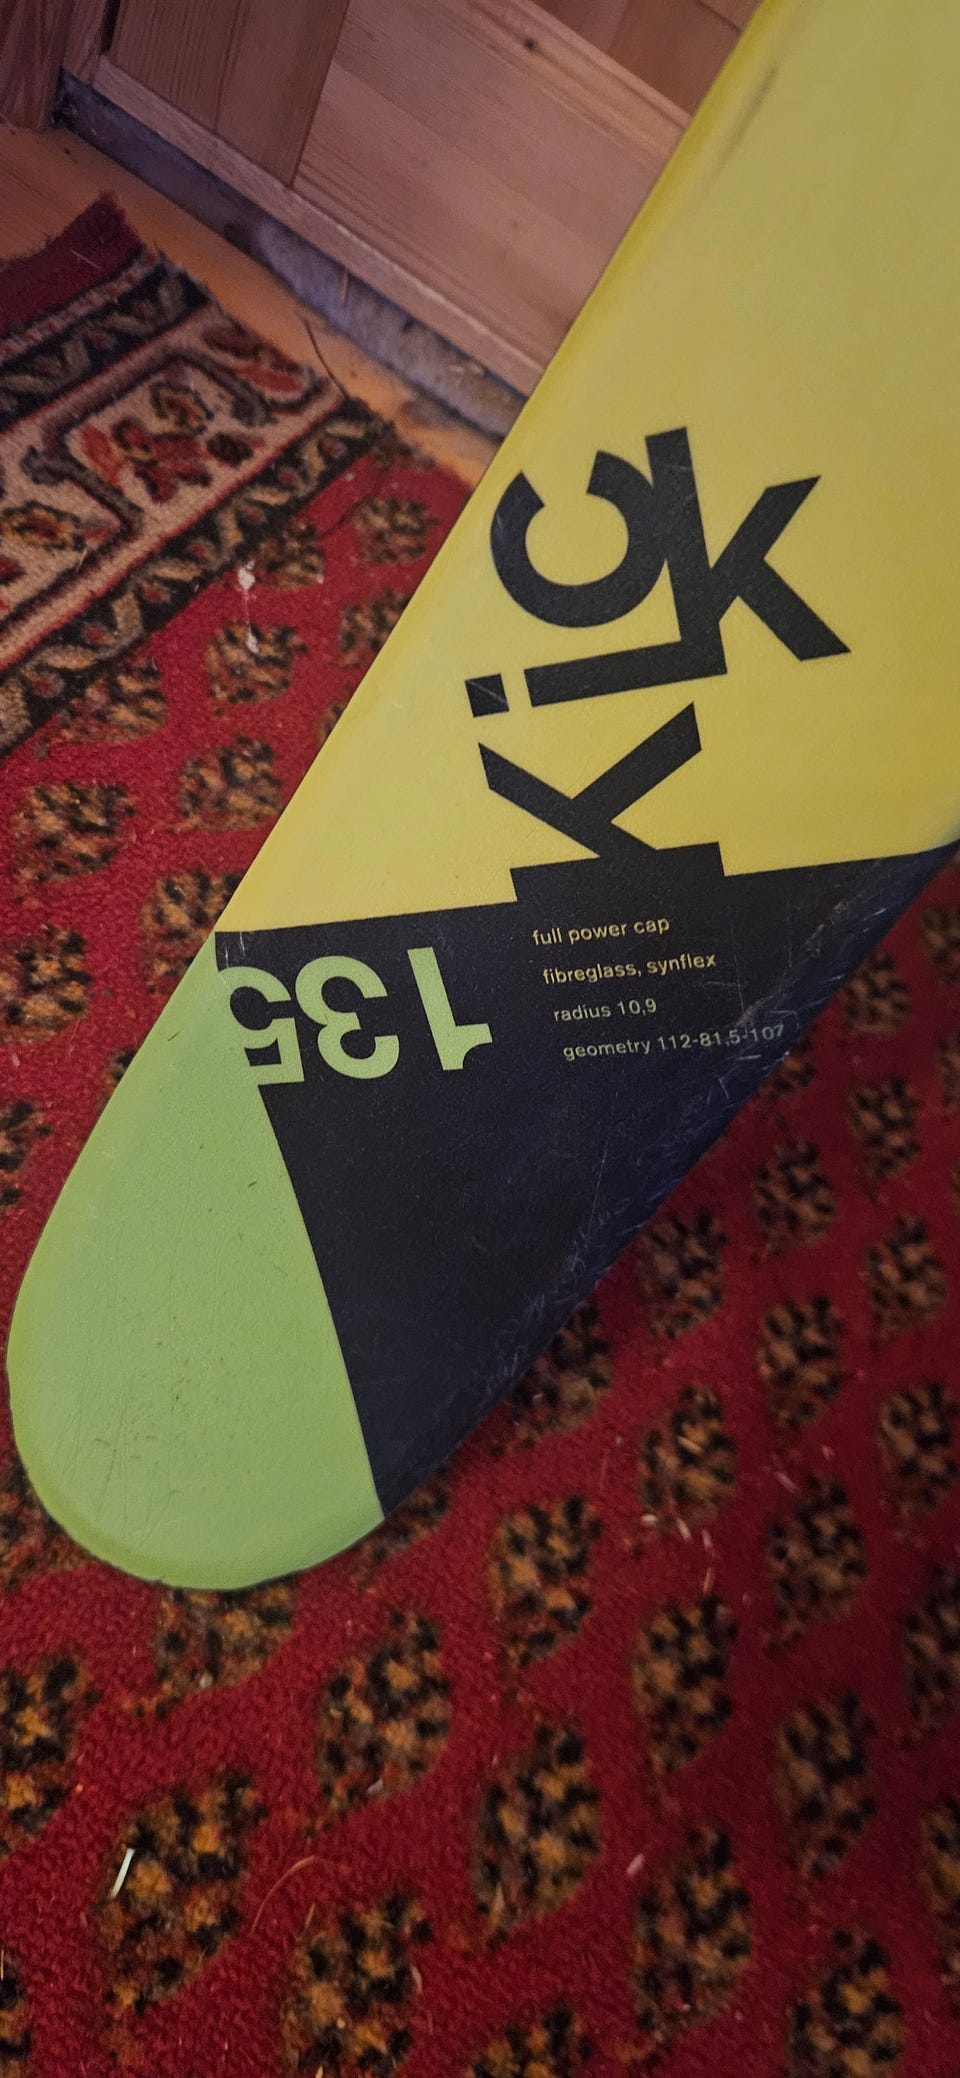 Kick
135
full power cap
fibreglass, synflex
radius 10,9
geometry 112-81,5-107